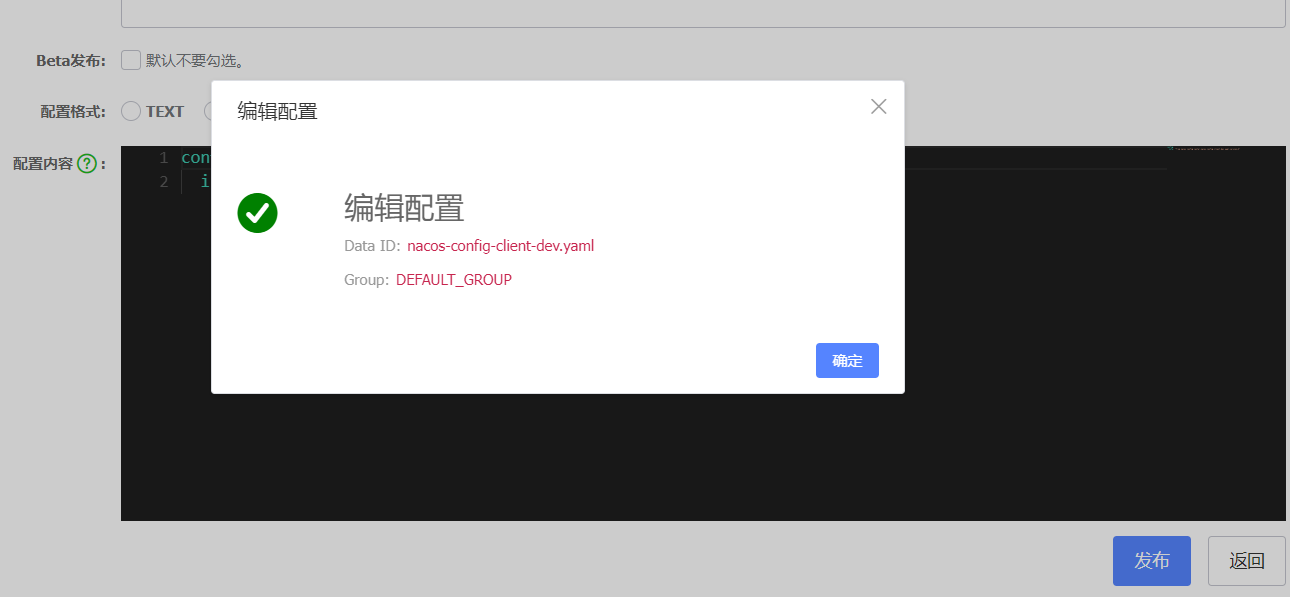 Beta发布: 默认不要勾选。
配置格式: TEXT
编辑配置
配置内容 ? :
1 con
2 i
编辑配置
Data ID: nacos-config-client-dev.yaml
Group: DEFAULT_GROUP
确定
发布 返回